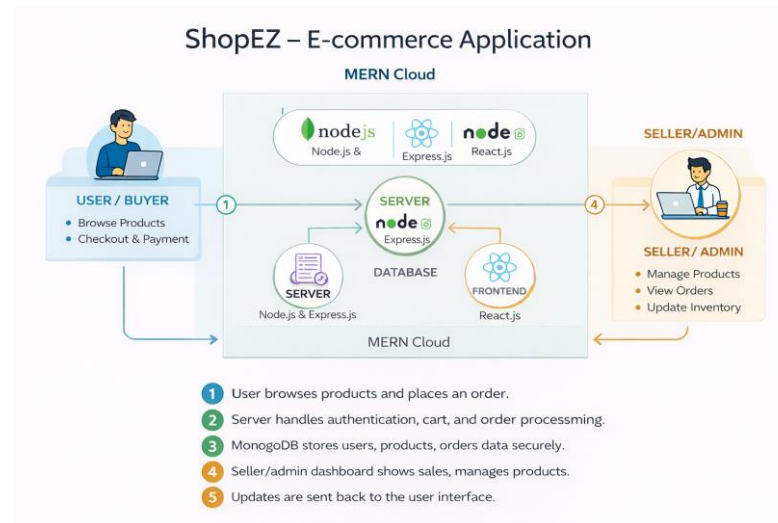 ShopEZ – E-commerce Application
MERN Cloud
nodejs
Node.js &
Express.js
node
React.js
USER / BUYER
• Browse Products
• Checkout & Payment
1
SERVER
node
Express.js
DATABASE
SERVER
Node.js & Express.js
FRONTEND
React.js
MERN Cloud
4
SELLER/ADMIN
SELLER/ ADMIN
• Manage Products
• View Orders
• Update Inventory
1 User browses products and places an order.
2 Server handles authentication, cart, and order processming.
3 MonogoDB stores users, products, orders data securely.
4 Seller/admin dashboard shows sales, manages products.
5 Updates are sent back to the user interface.